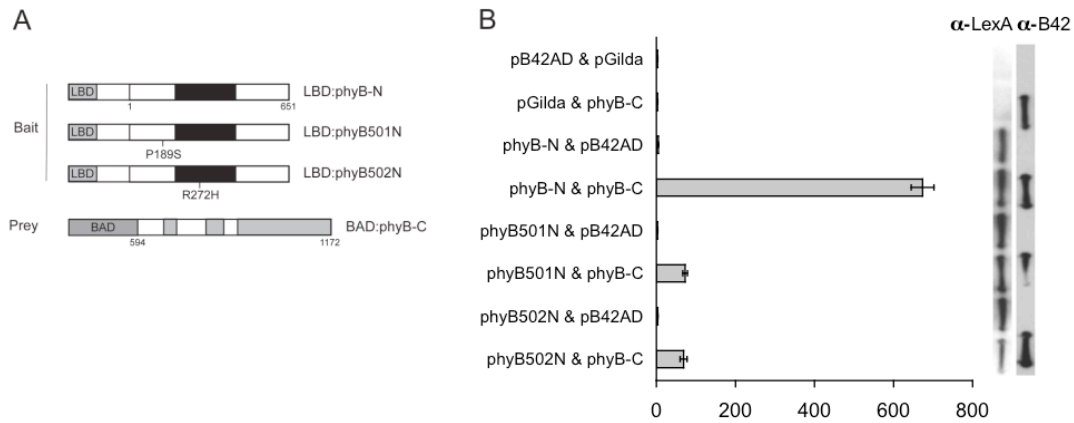 A
Bait
LBD
LBD:phyB-N
1
651
LBD
LBD:phyB501N
P189S
LBD
LBD:phyB502N
R272H
Prey
BAD
BAD:phyB-C
594
1172
B
α-LexA α-B42
pB42AD & pGilda
pGilda & phyB-C
phyB-N & pB42AD
phyB-N & phyB-C
phyB501N & pB42AD
phyB501N & phyB-C
phyB502N & pB42AD
phyB502N & phyB-C
0 200 400 600 800